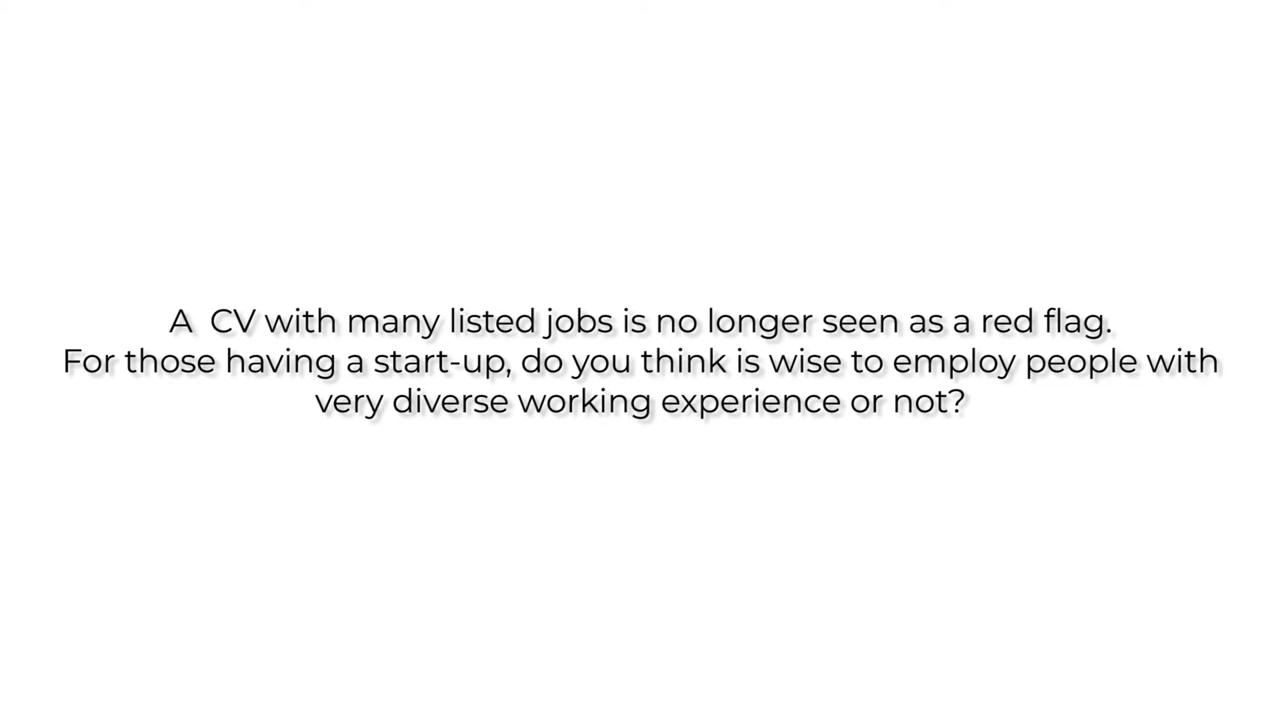 A  CV with many listed jobs is no longer seen as a red flag.
For those having a start-up, do you think is wise to employ people with
very diverse working experience or not?